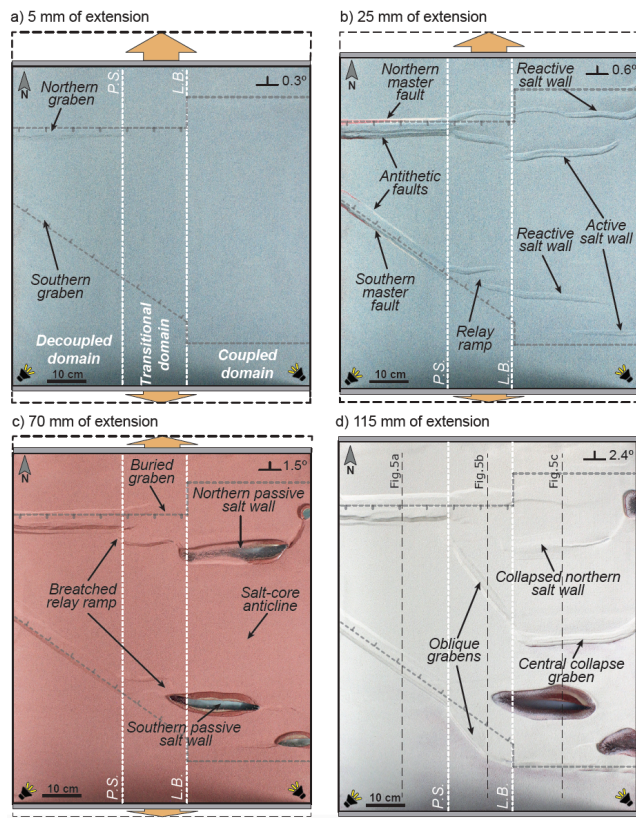 a) 5 mm of extension
N
Northern
graben
P.S.
L.B.
0.3º
Southern
graben
Decoupled
domain
Transitional
domain
Coupled
domain
10 cm
b) 25 mm of extension
N
Northern
master
fault
Reactive
salt wall
0.6º
Antithetic
faults
Active
salt wall
Reactive
salt wall
Southern
master
fault
Relay
ramp
P.S.
L.B.
10 cm
c) 70 mm of extension
N
Buried
graben
1.5º
Northern passive
salt wall
Breatched
relay ramp
Salt-core
anticline
Southern passive
salt wall
P.S.
L.B.
10 cm
d) 115 mm of extension
N
Fig.5a
Fig.5b
Fig.5c
2.4º
Collapsed northern
salt wall
Oblique
grabens
Central collapse
graben
P.S.
L.B.
10 cm